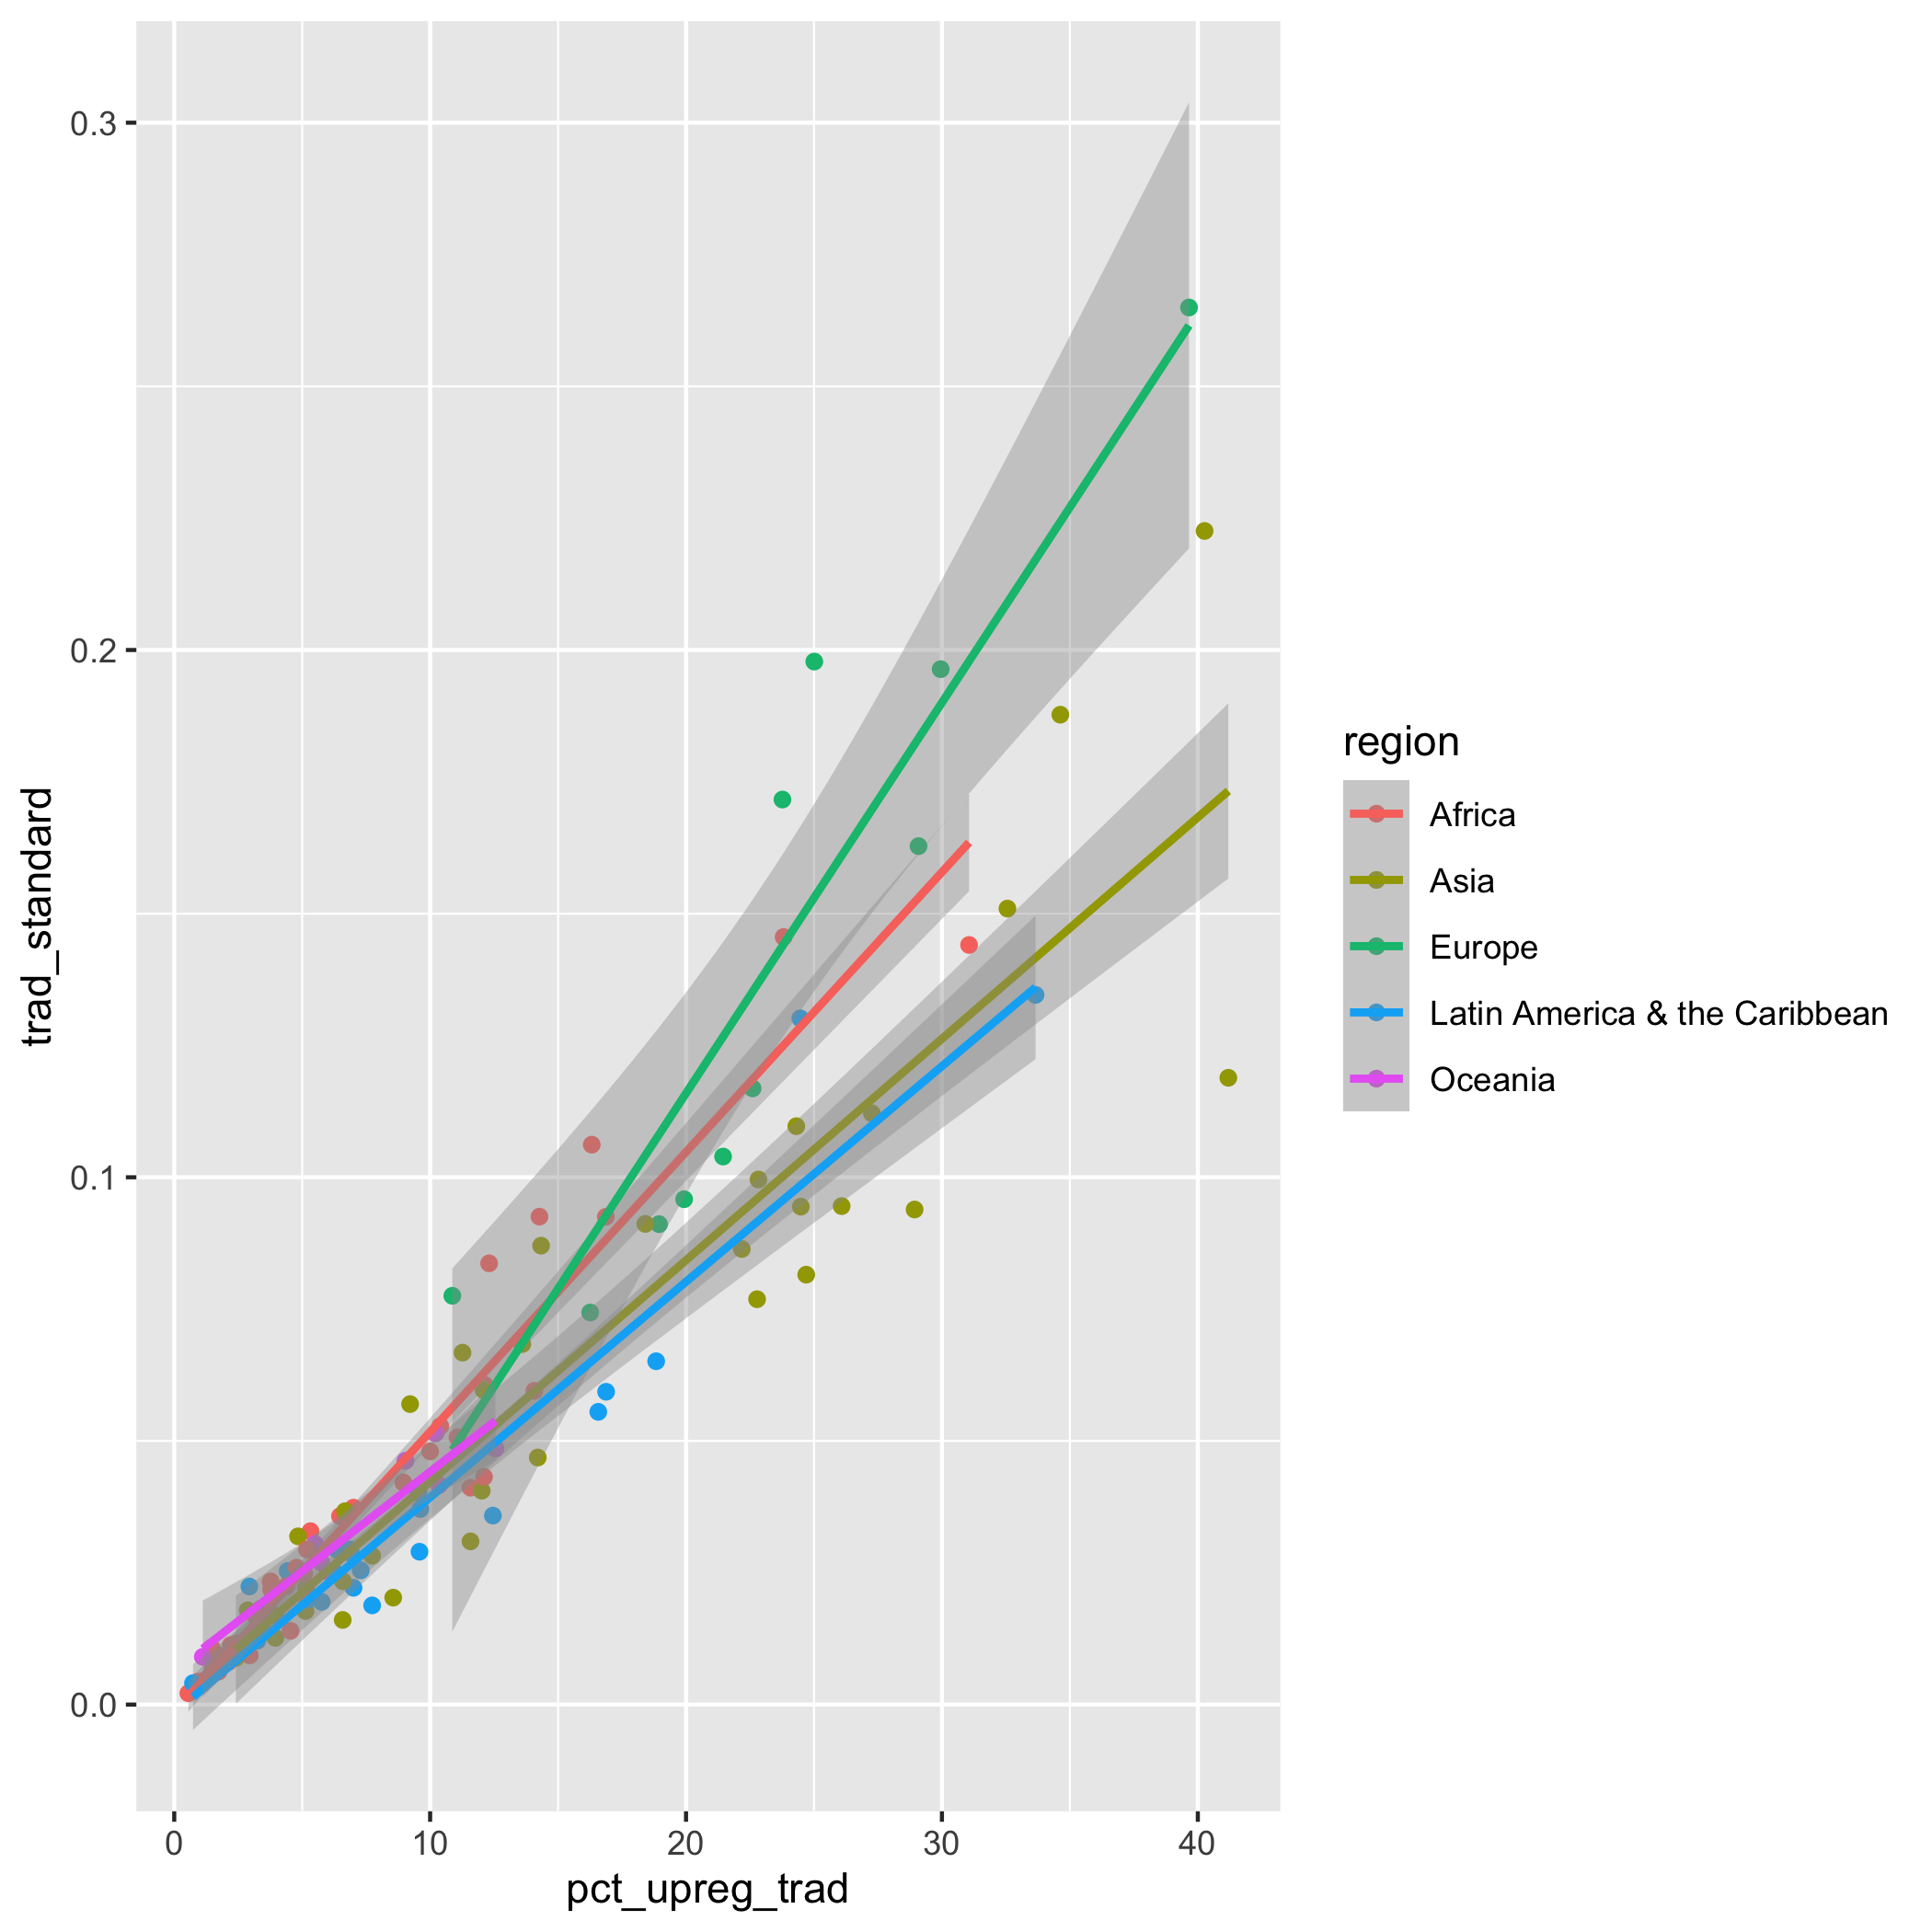 0.3
0.2
0.1
0.0
trad_standard
0
10
20
30
40
pct_upreg_trad
region
Africa
Asia
Europe
Latin America & the Caribbean
Oceania